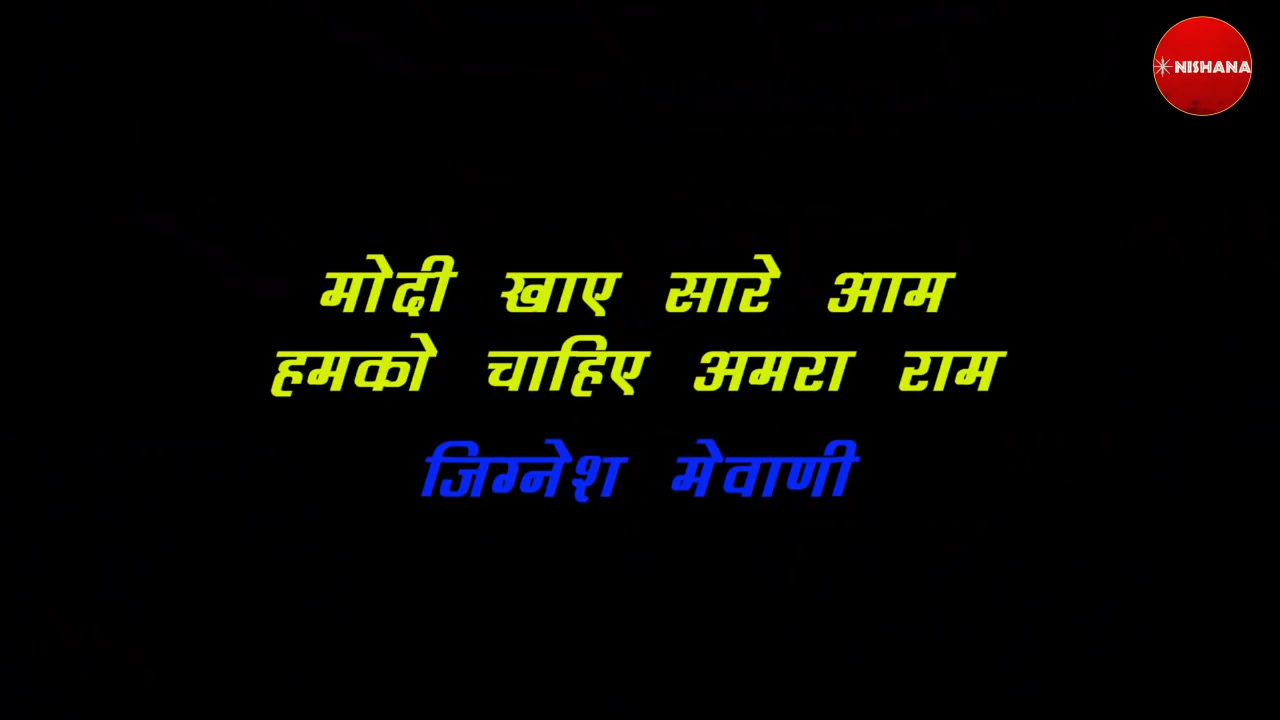 NISHANA
मोदी खाए सारे आम
हमको चाहिए अमरा राम
जिग्नेश मेवाणी